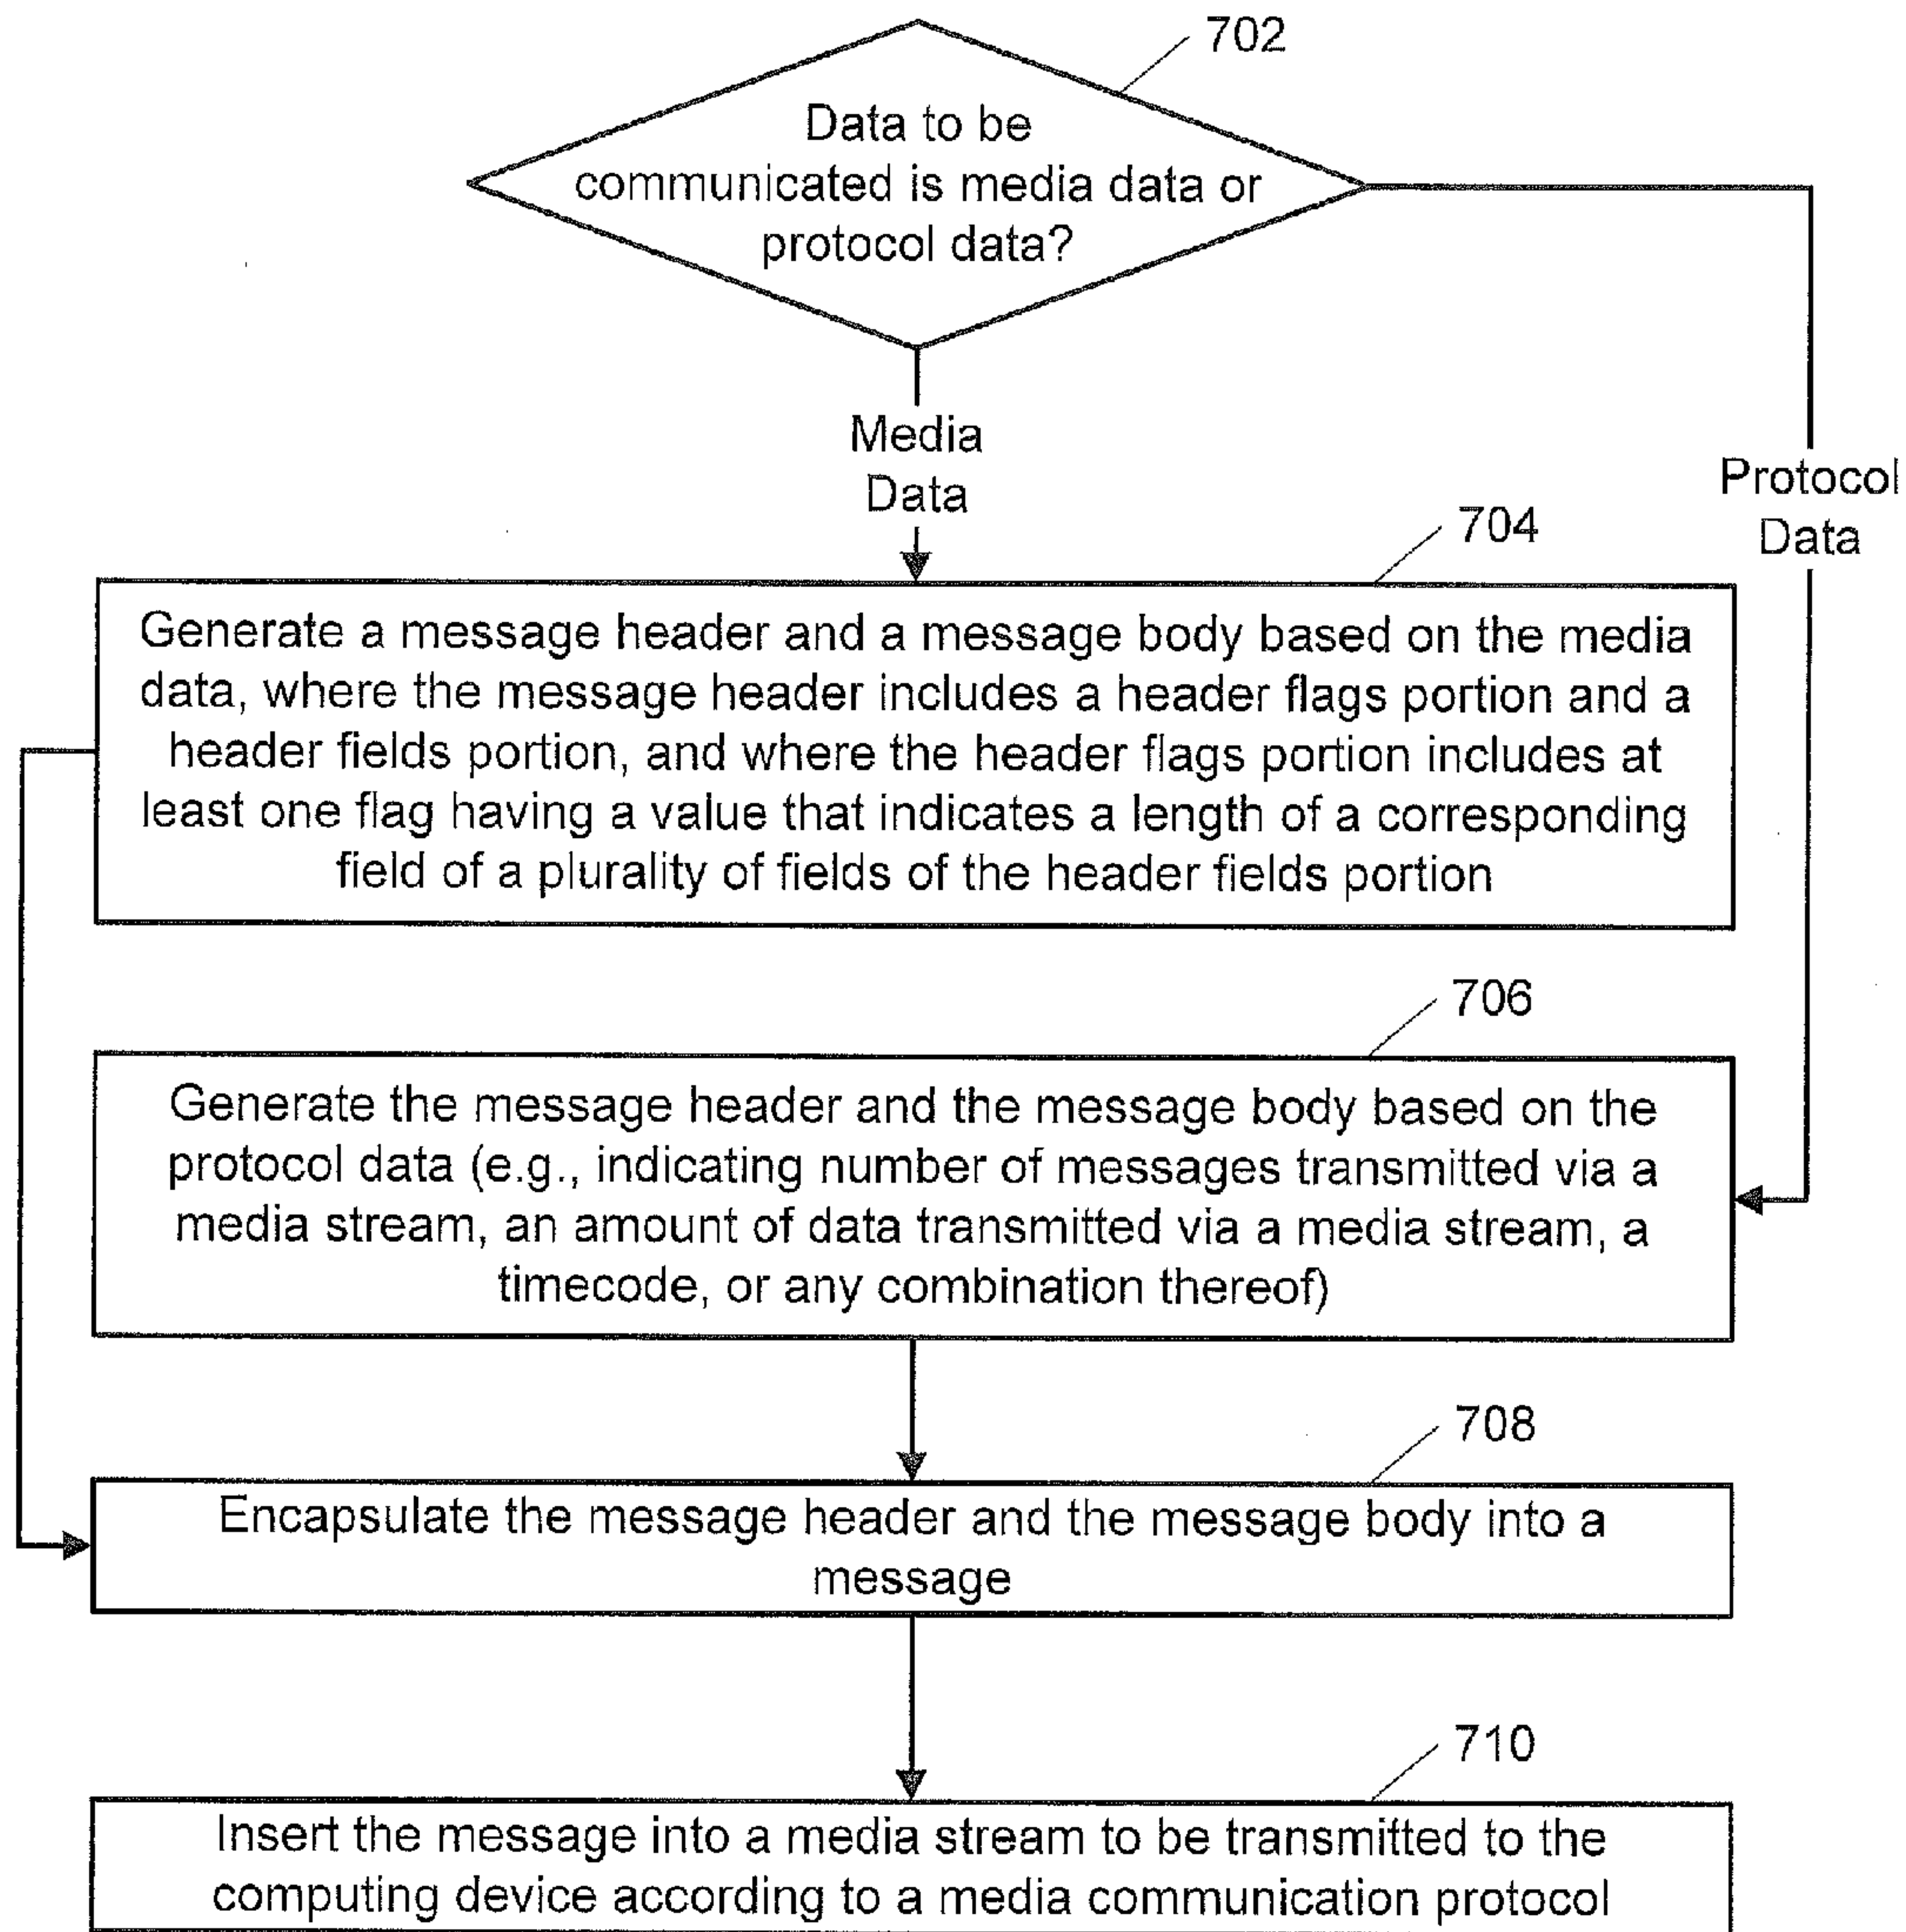 702
Data to be
communicated is media data or
protocol data?
Media
Data
Protocol
Data
704
Generate a message header and a message body based on the media
data, where the message header includes a header flags portion and a
header fields portion, and where the header flags portion includes at
least one flag having a value that indicates a length of a corresponding
field of a plurality of fields of the header fields portion
706
Generate the message header and the message body based on the
protocol data (e.g., indicating number of messages transmitted via a
media stream, an amount of data transmitted via a media stream, a
timecode, or any combination thereof)
708
Encapsulate the message header and the message body into a
message
710
Insert the message into a media stream to be transmitted to the
computing device according to a media communication protocol